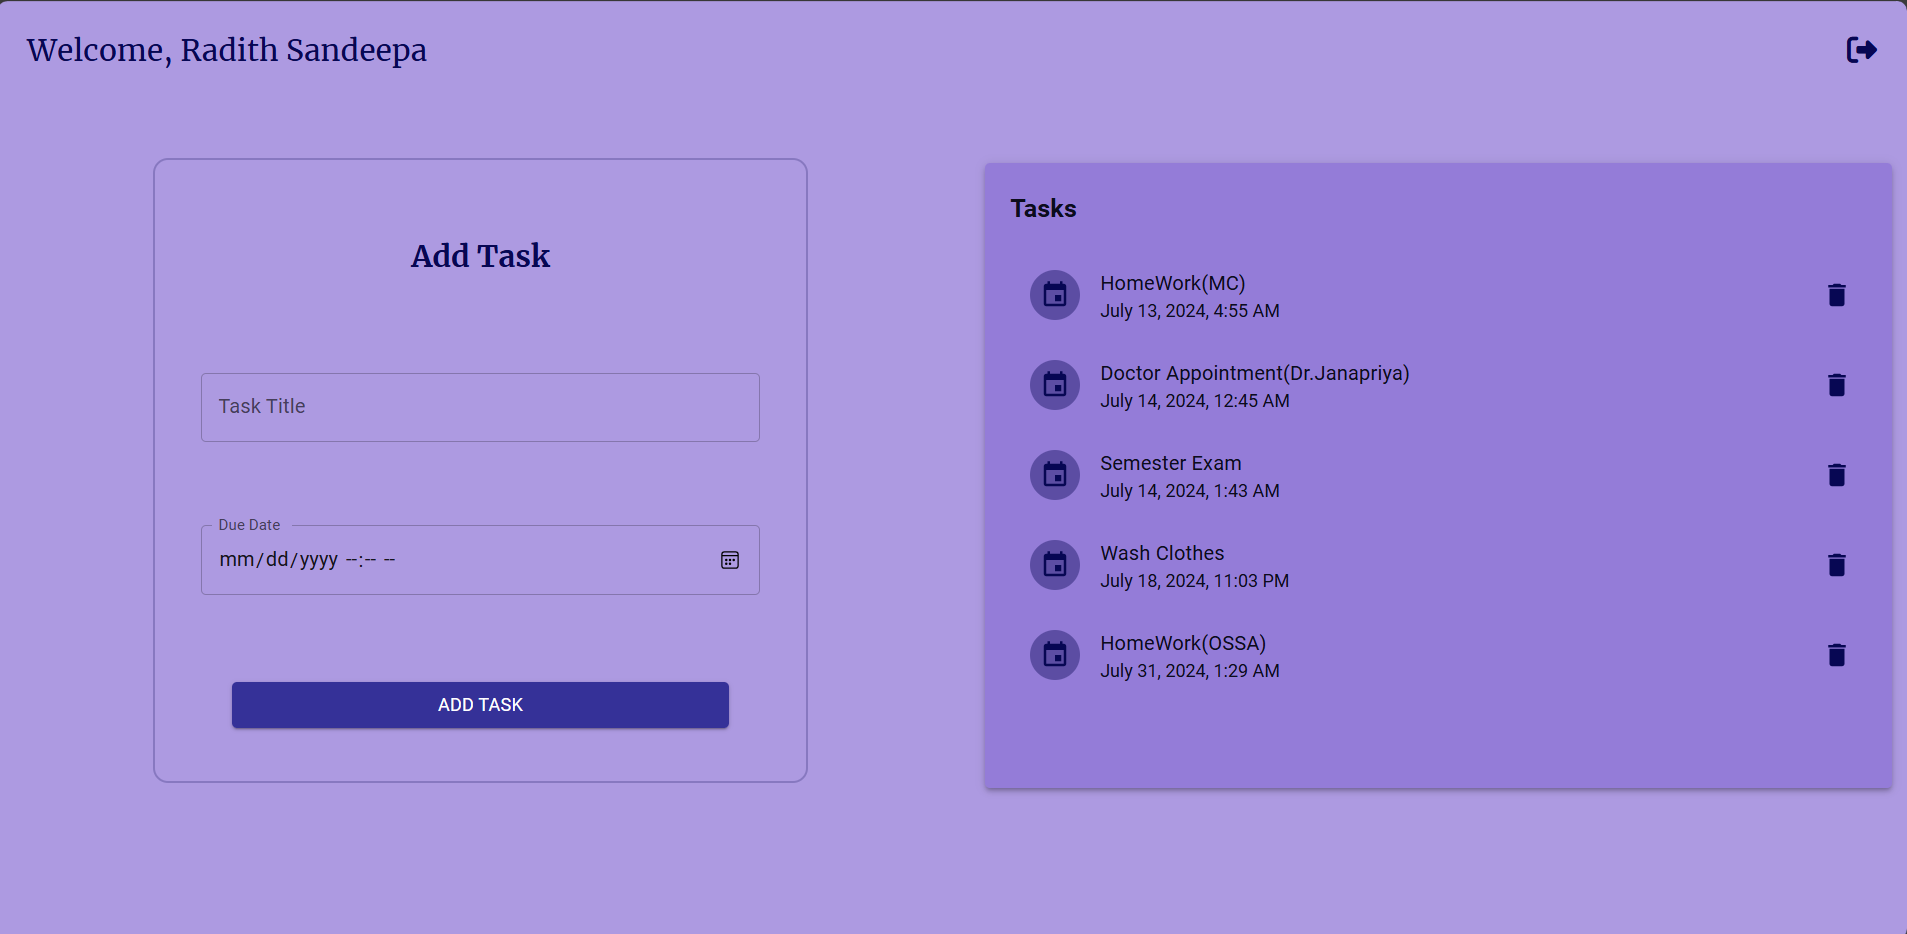 Welcome, Radith Sandeepa
Add Task
Task Title
Due Date
mm/dd/yyyy --:-- --
ADD TASK
Tasks
HomeWork(MC)
July 13, 2024, 4:55 AM
Doctor Appointment(Dr.Janapriya)
July 14, 2024, 12:45 AM
Semester Exam
July 14, 2024, 1:43 AM
Wash Clothes
July 18, 2024, 11:03 PM
HomeWork(OSSA)
July 31, 2024, 1:29 AM